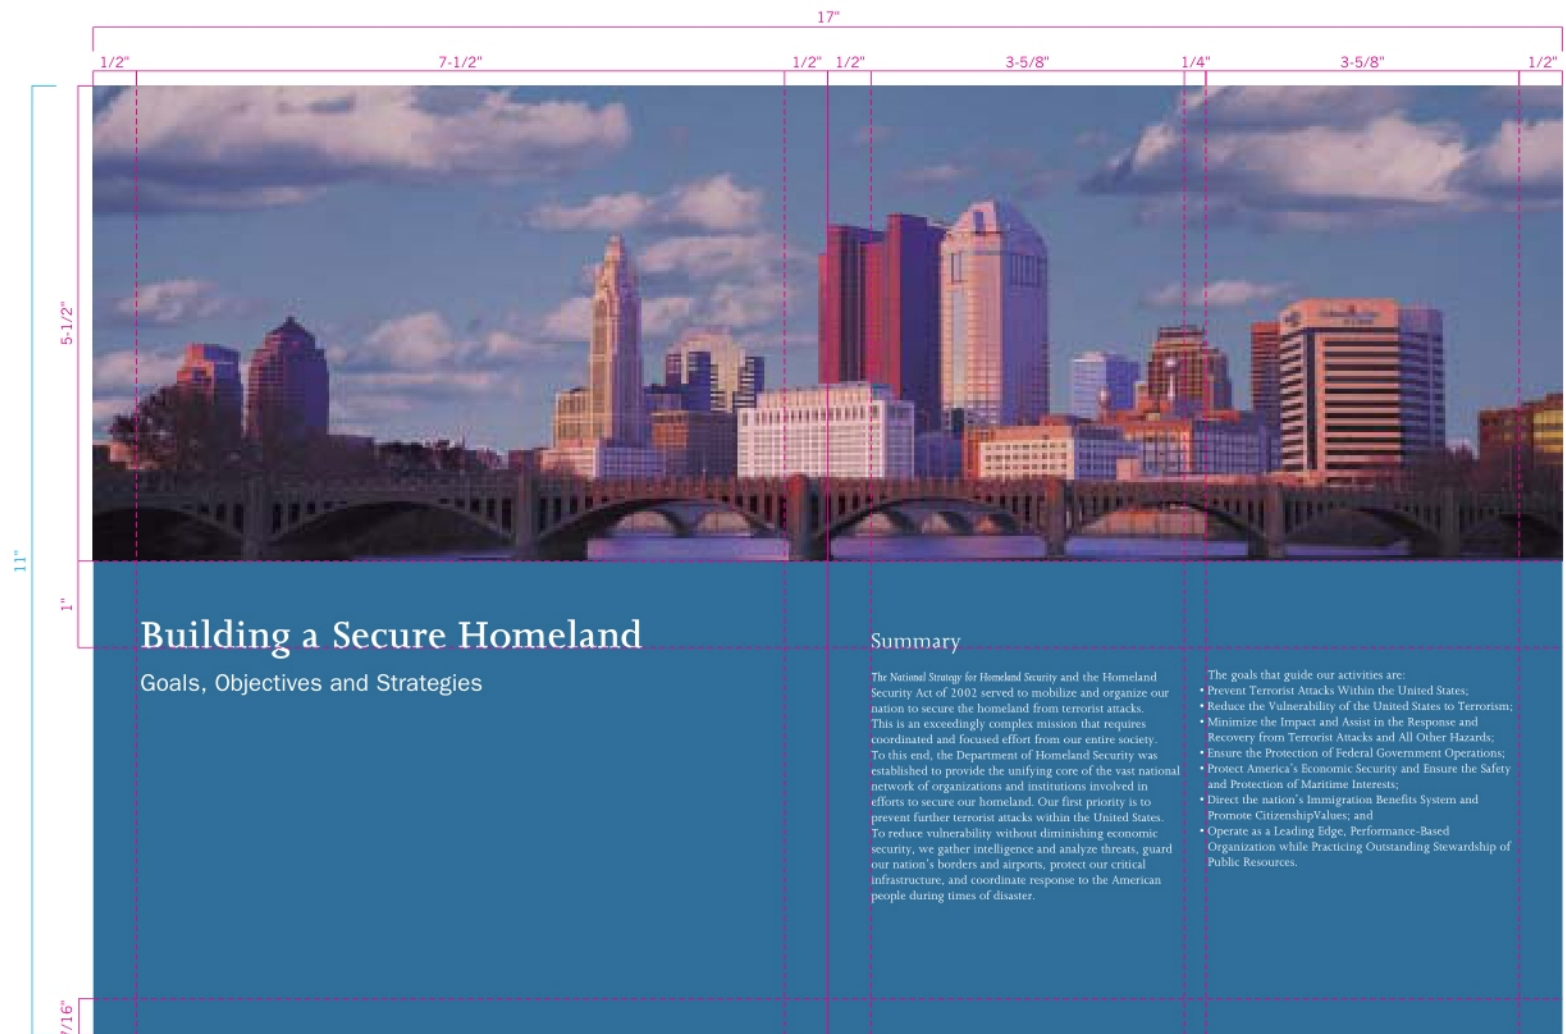 17"
1/2" 7-1/2" 1/2" 1/2" 3-5/8" 1/4" 3-5/8" 1/2"
5-1/2"
11"
1"
Building a Secure Homeland
Goals, Objectives and Strategies
Summary
The National Strategy for Homeland Security and the Homeland
Security Act of 2002 served to mobilize and organize our
nation to secure the homeland from terrorist attacks.
This is an exceedingly complex mission that requires
coordinated and focused effort from our entire society.
To this end, the Department of Homeland Security was
established to provide the unifying core of the vast national
network of organizations and institutions involved in
efforts to secure our homeland. Our first priority is to
prevent further terrorist attacks within the United States.
To reduce vulnerability without diminishing economic
security, we gather intelligence and analyze threats, guard
our nation's borders and airports, protect our critical
infrastructure, and coordinate response to the American
people during times of disaster.
The goals that guide our activities are:
• Prevent Terrorist Attacks Within the United States;
• Reduce the Vulnerability of the United States to Terrorism;
• Minimize the Impact and Assist in the Response and
Recovery from Terrorist Attacks and All Other Hazards;
• Ensure the Protection of Federal Government Operations;
• Protect America's Economic Security and Ensure the Safety
and Protection of Maritime Interests;
• Direct the nation's Immigration Benefits System and
Promote CitizenshipValues; and
• Operate as a Leading Edge, Performance-Based
Organization while Practicing Outstanding Stewardship of
Public Resources.
7/16"